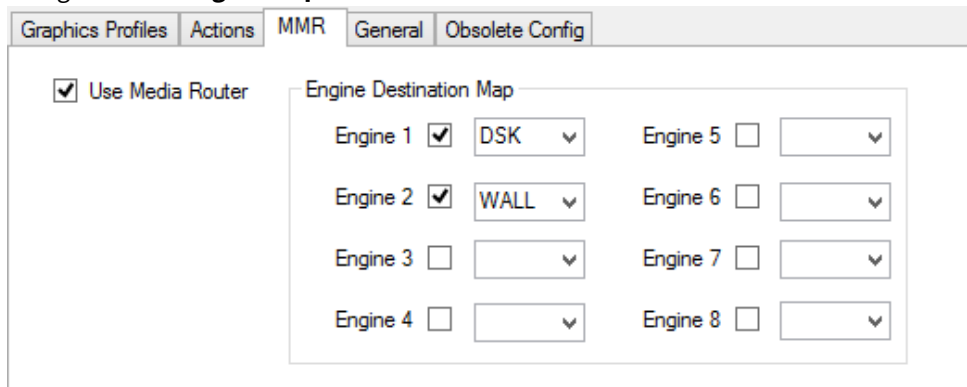 Graphics Profiles Actions MMR General Obsolete Config
Use Media Router Engine Destination Map
Engine 1 DSK Engine 5
Engine 2 WALL Engine 6
Engine 3 Engine 7
Engine 4 Engine 8